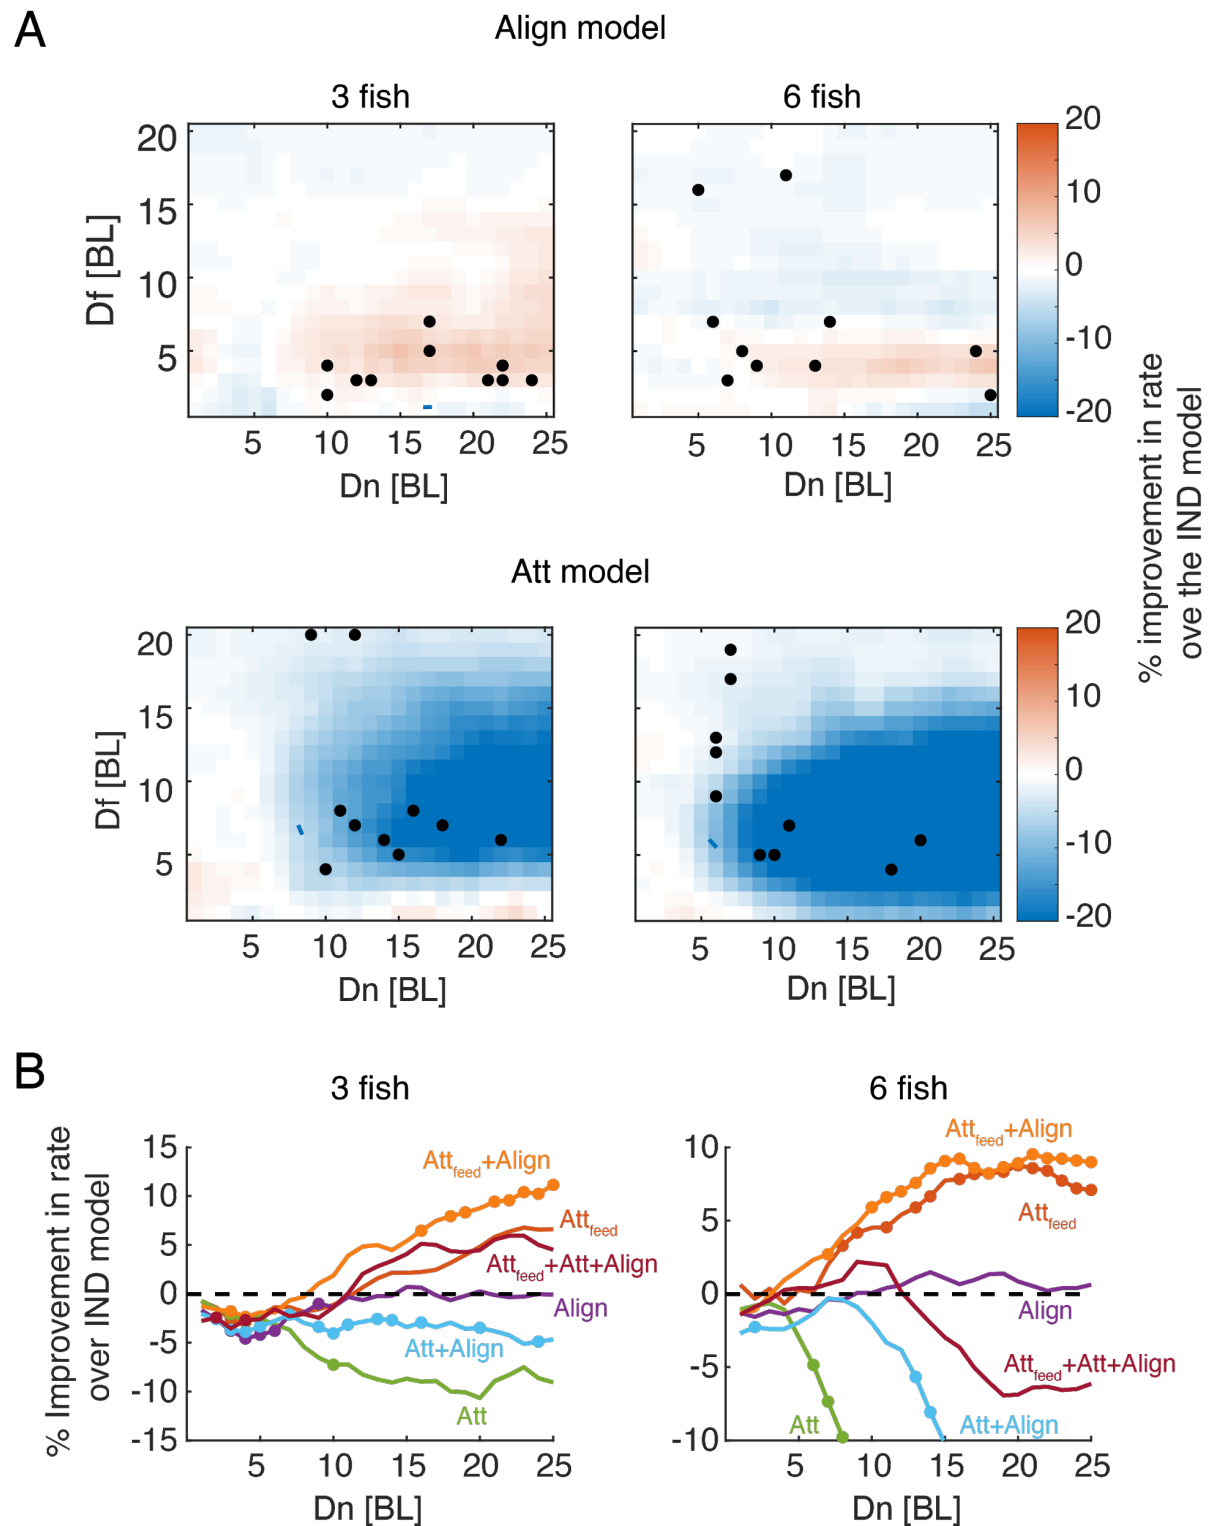 A
Align model
3 fish
6 fish
20
15
10
5
Df [BL]
5
10
15
20
25
Dn [BL]
5
10
15
20
25
Dn [BL]
20
10
0
-10
-20
% improvement in rate
ove the IND model
Att model
20
15
10
5
Df [BL]
5
10
15
20
25
Dn [BL]
5
10
15
20
25
Dn [BL]
20
10
0
-10
-20
B
3 fish
6 fish
% Improvement in rate
over IND model
15
10
5
0
-5
-10
-15
Attfeed+Align
Attfeed
Attfeed+Att+Align
Align
Att+Align
Att
5
10
15
20
25
Dn [BL]
10
5
0
-5
-10
Attfeed+Align
Attfeed
Align
Attfeed+Att+Align
Att
Att+Align
5
10
15
20
25
Dn [BL]